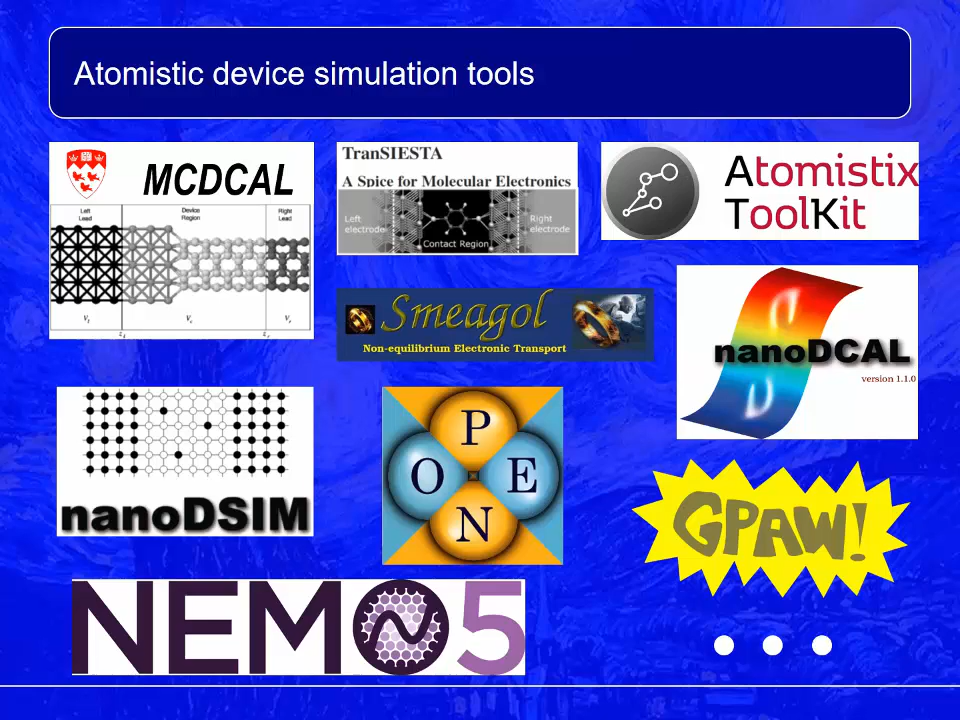 Atomistic device simulation tools
MCDCAL
Left
Lead
Device
Region
Right
Lead
TranSIESTA
A Spice for Molecular Electronics
Left
electrode
Contact Region
Right
electrode
Atomistix
ToolKit
Smeagol
Non-equilibrium Electronic Transport
nanoDCAL
version 1.1.0
nanoDSIM
P
O E
N
GPAW!
NEMO5